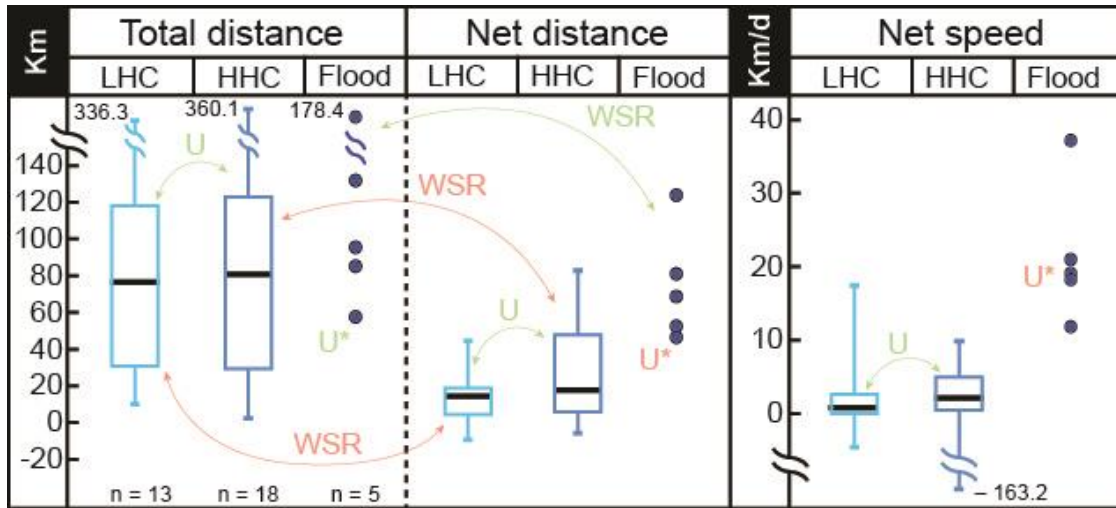 Km
Total distance
Net distance
Km/d
Net speed
LHC
HHC
Flood
LHC
HHC
Flood
LHC
HHC
Flood
336.3
360.1
178.4
140
120
100
80
60
40
20
0
-20
U
WSR
WSR
U*
WSR
U
U*
n = 13
n = 18
n = 5
40
30
20
10
0
U
U*
– 163.2